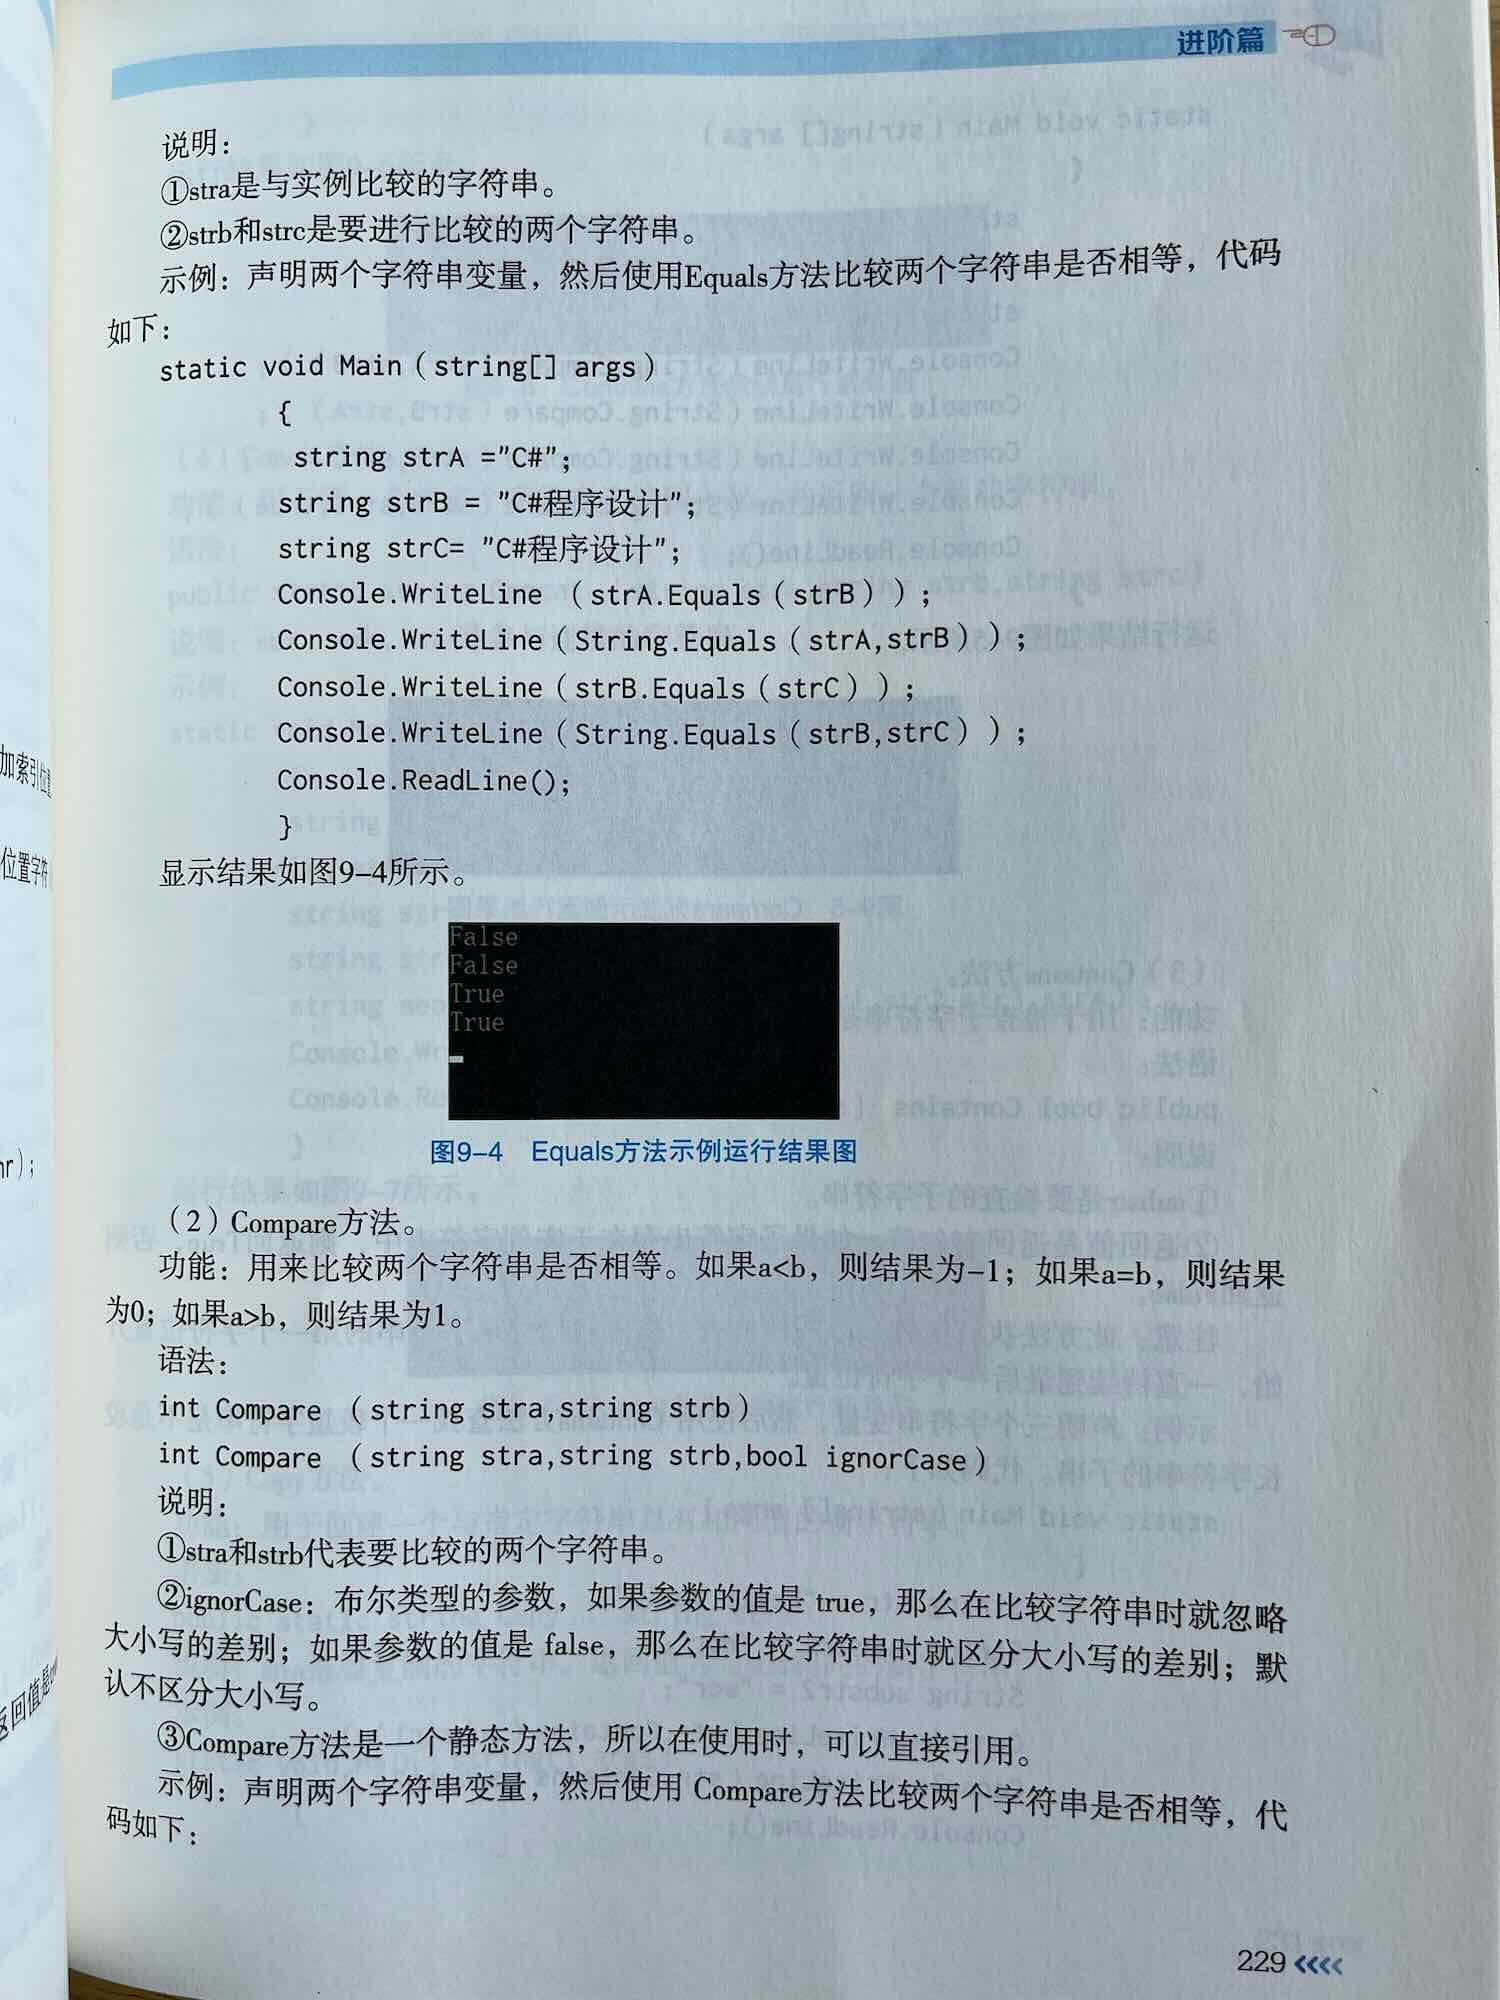 进阶篇
说明：
①stra是与实例比较的字符串。
②strb和strc是要进行比较的两个字符串。
示例：声明两个字符串变量，然后使用Equals方法比较两个字符串是否相等，代码
如下：
static void Main（string[] args）
{
string strA ="C#";
string strB = "C#程序设计";
string strC= "C#程序设计";
Console.WriteLine （strA.Equals（strB））;
Console.WriteLine（String.Equals（strA,strB））;
Console.WriteLine（strB.Equals（strC））;
Console.WriteLine（String.Equals（strB,strC））;
Console.ReadLine();
}
显示结果如图9-4所示。
False
False
True
True
图9-4 Equals方法示例运行结果图
（2）Compare方法。
功能：用来比较两个字符串是否相等。如果a<b，则结果为-1；如果a=b，则结果
为0；如果a>b，则结果为1。
语法：
int Compare （string stra,string strb）
int Compare （string stra,string strb,bool ignorCase）
说明：
①stra和strb代表要比较的两个字符串。
②ignorCase：布尔类型的参数，如果参数的值是 true，那么在比较字符串时就忽略
大小写的差别；如果参数的值是 false，那么在比较字符串时就区分大小写的差别；默
认不区分大小写。
③Compare方法是一个静态方法，所以在使用时，可以直接引用。
示例：声明两个字符串变量，然后使用 Compare方法比较两个字符串是否相等，代
码如下：
229
加索引位置
位置字符
hr）;
返回值是